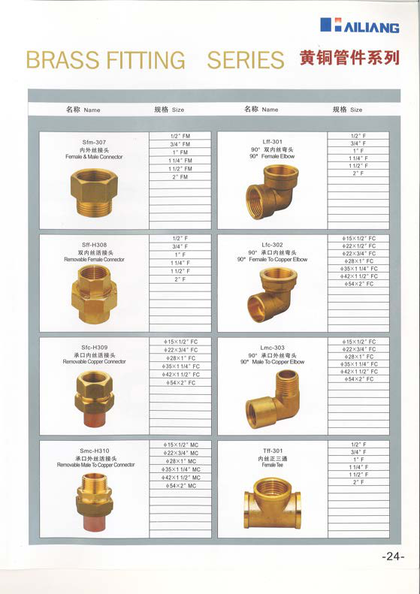 HAILIANG
BRASS FITTING SERIES 黄铜管件系列
名称 Name 规格 Size 名称 Name 规格 Size
Sfm-307
内外丝接头
Female & Male Connector
1/2" FM
3/4" FM
1" FM
1 1/4" FM
1 1/2" FM
2" FM
Lff-301
90° 双内丝弯头
90° Female Elbow
1/2" F
3/4" F
1" F
1 1/4" F
1 1/2" F
2" F
Sff-H308
双内丝活接头
Removable Female Connector
1/2" F
3/4" F
1" F
1 1/4" F
1 1/2" F
2" F
Lfc-302
90° 承口内丝弯头
90° Female To Copper Elbow
φ15×1/2" FC
φ22×1/2" FC
φ22×3/4" FC
φ28×1" FC
φ35×1 1/4" FC
φ42×1 1/2" FC
φ54×2" FC
Sfc-H309
承口内丝活接头
Removable Copper Connector
φ15×1/2" FC
φ22×3/4" FC
φ28×1" FC
φ35×1 1/4" FC
φ42×1 1/2" FC
φ54×2" FC
Lmc-303
90° 承口外丝弯头
90° Male To Copper Elbow
φ15×1/2" FC
φ22×3/4" FC
φ28×1" FC
φ35×1 1/4" FC
φ42×1 1/2" FC
φ54×2" FC
Smc-H310
承口外丝活接头
Removable Male To Copper Connector
φ15×1/2" MC
φ22×3/4" MC
φ28×1" MC
φ35×1 1/4" MC
φ42×1 1/2" MC
φ54×2" MC
Tff-301
内丝正三通
Female Tee
1/2" F
3/4" F
1" F
1 1/4" F
1 1/2" F
2" F
-24-